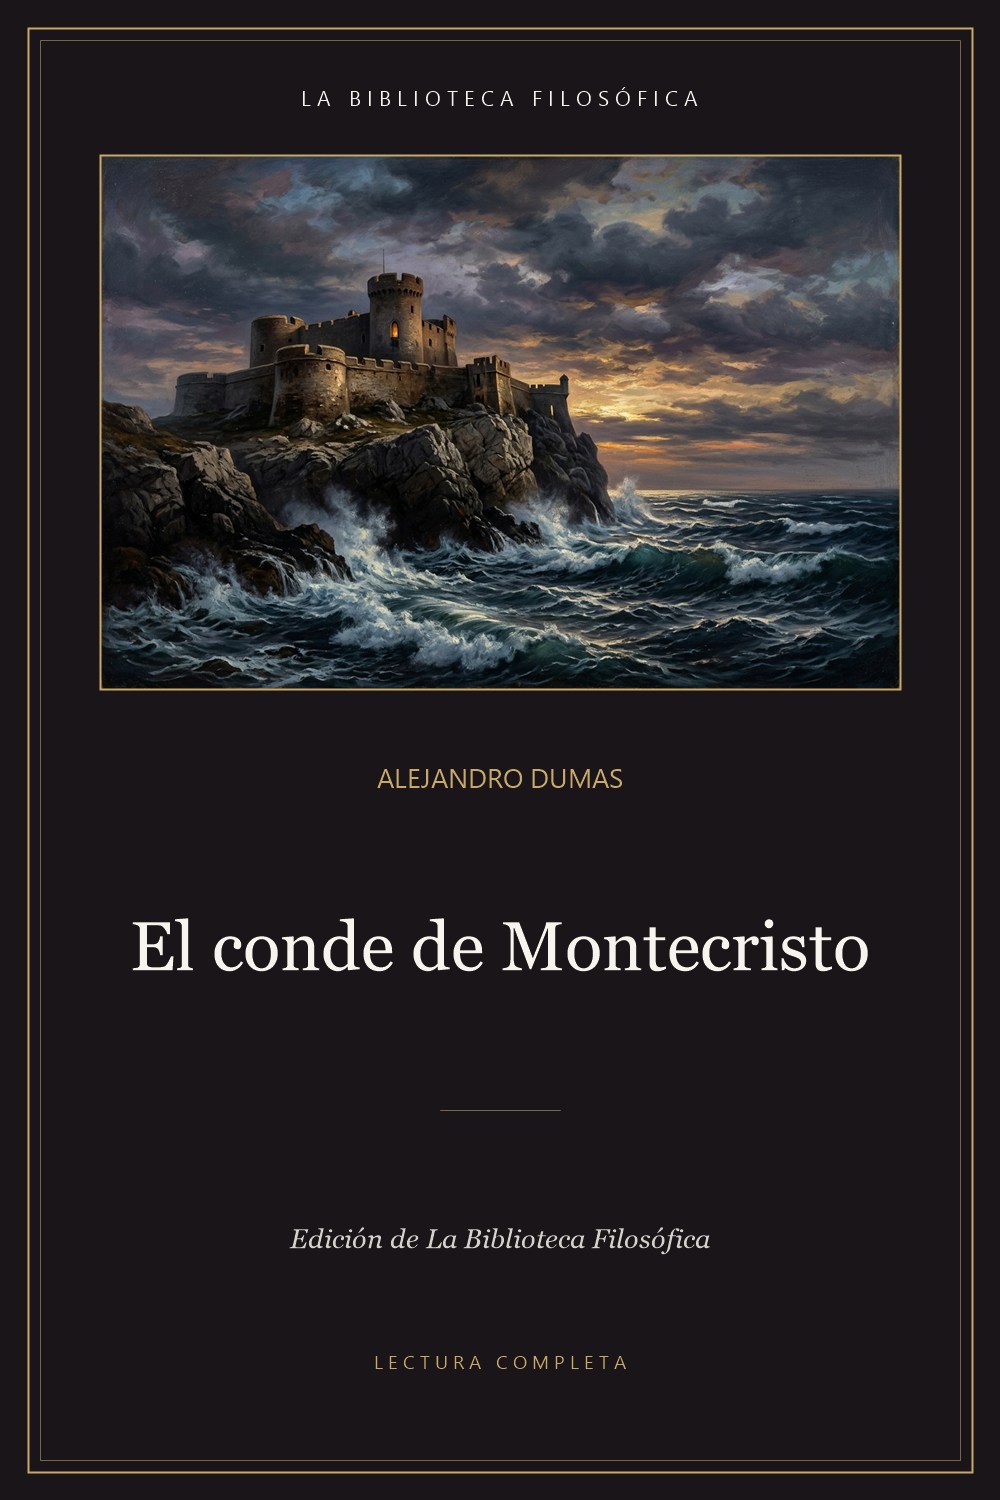 LA BIBLIOTECA FILOSÓFICA
ALEJANDRO DUMAS
El conde de Montecristo
Edición de La Biblioteca Filosófica
LECTURA COMPLETA